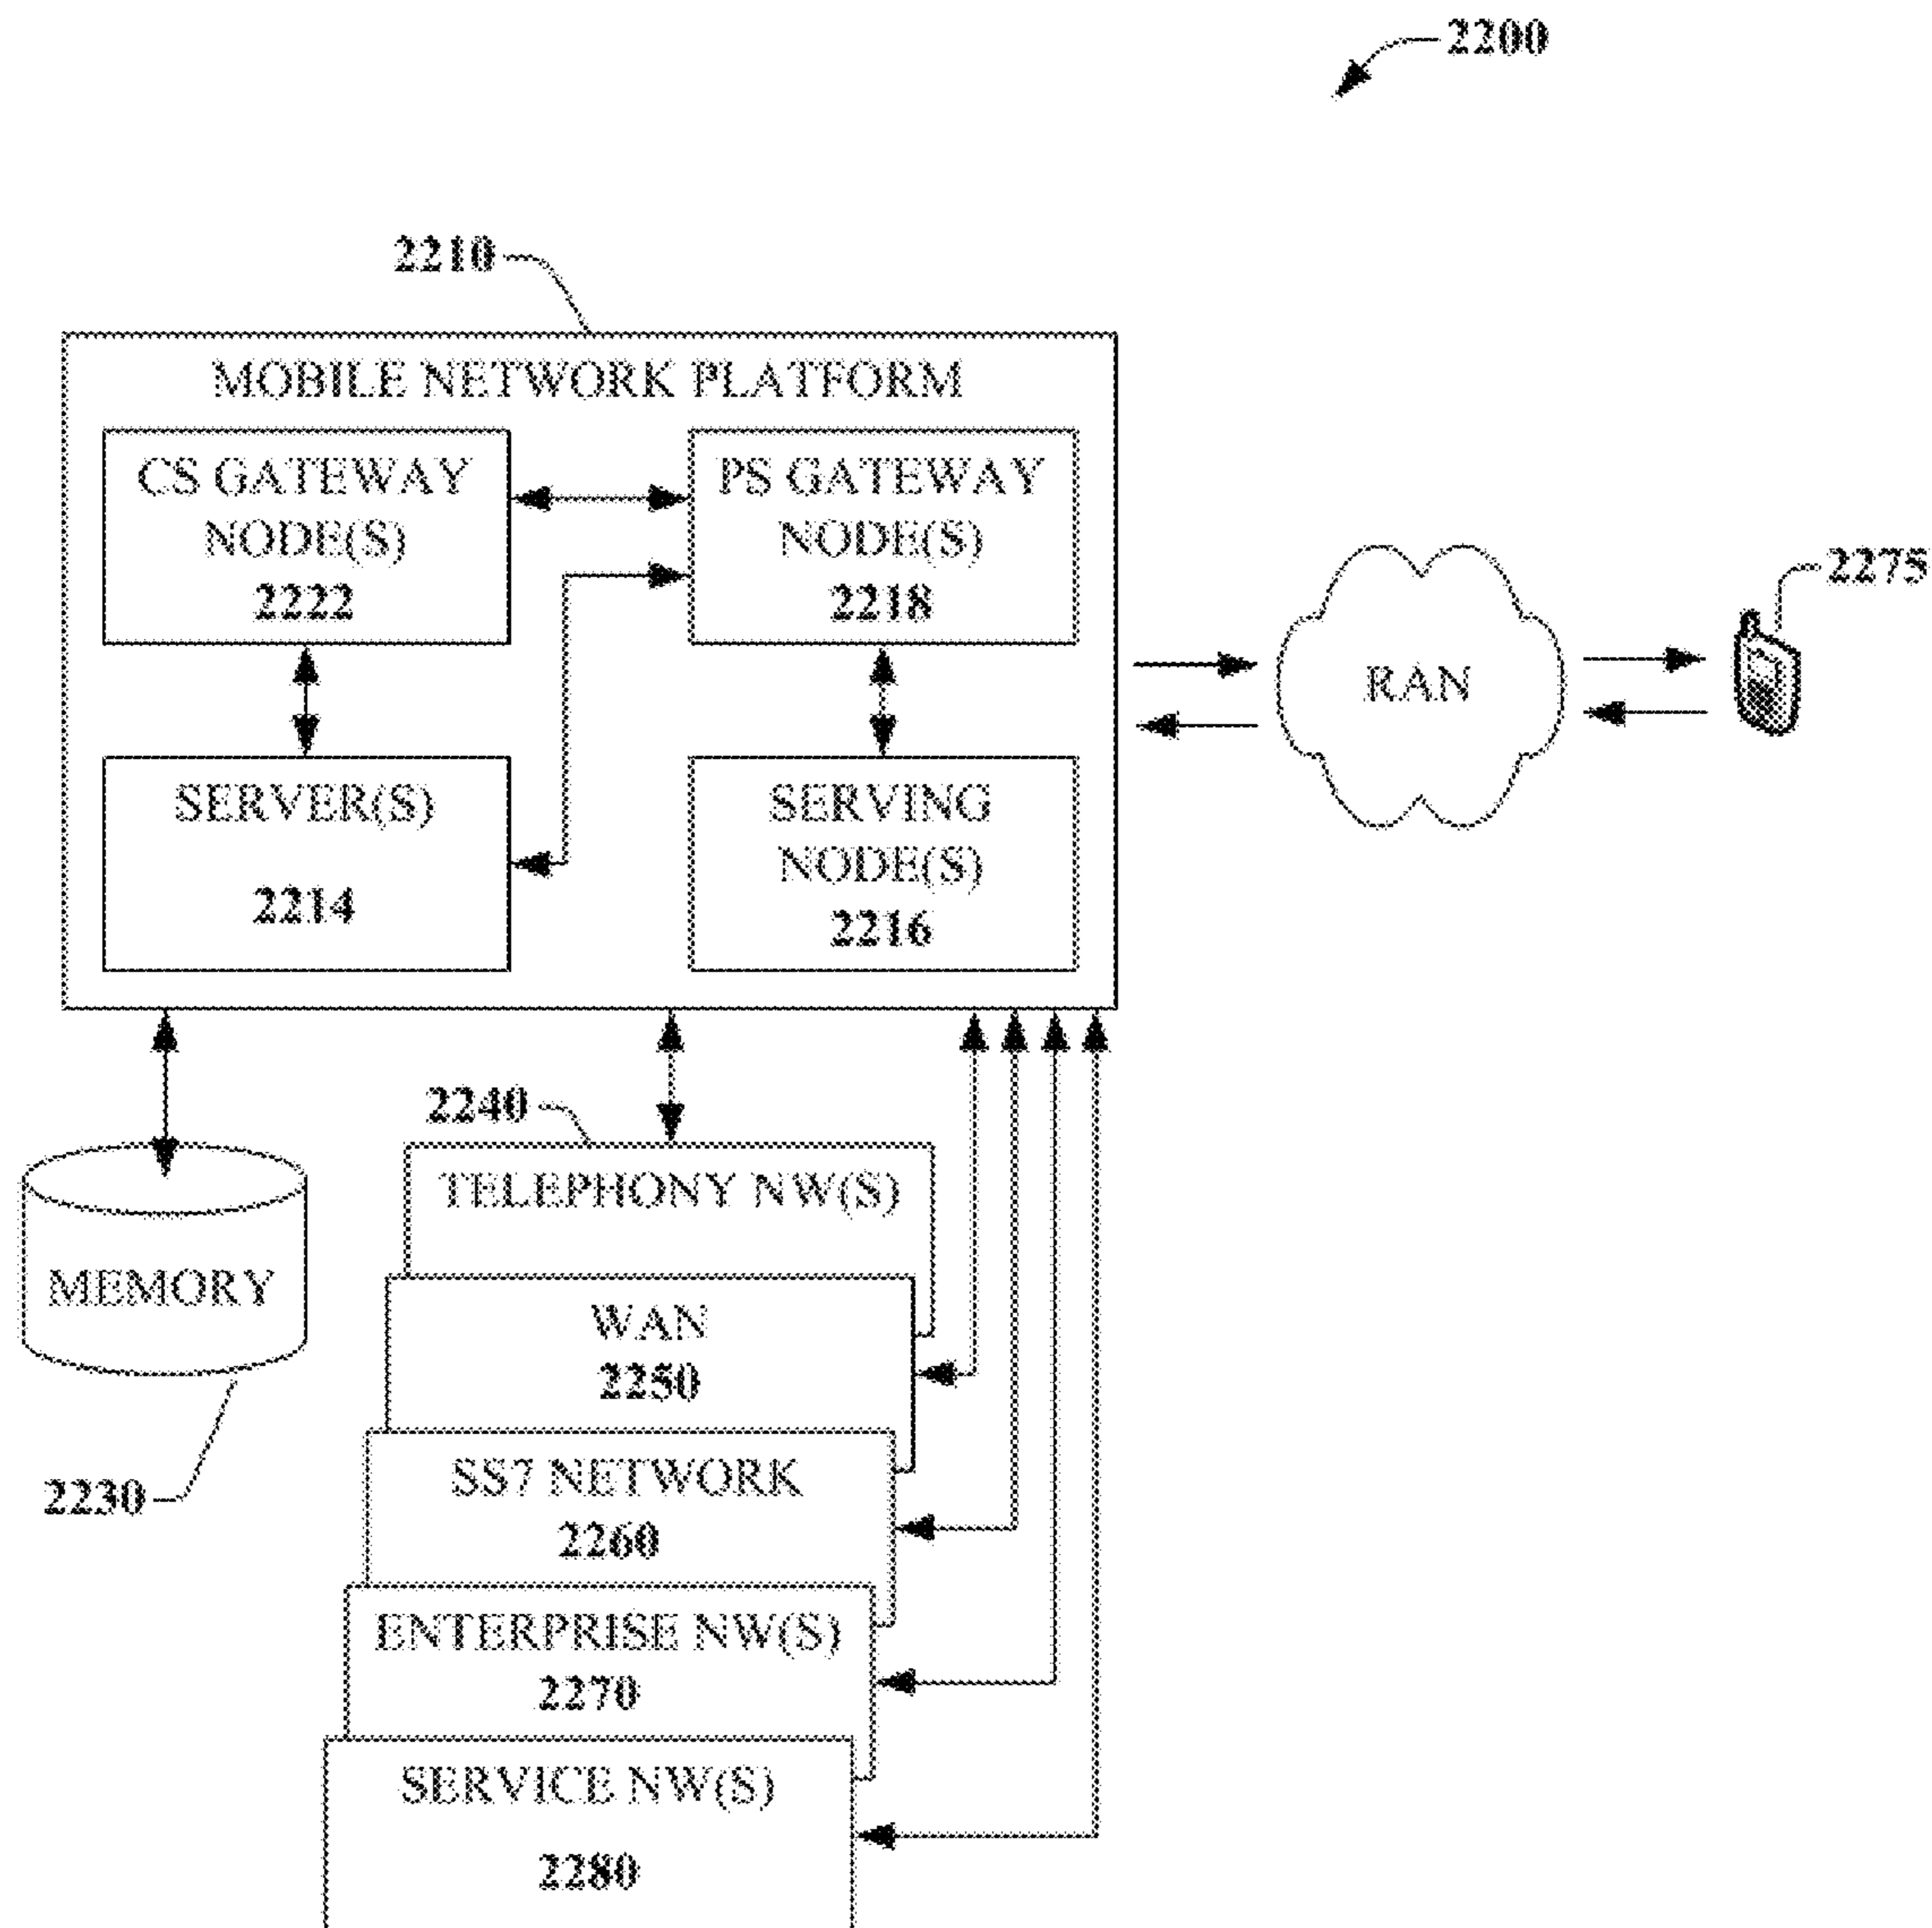 2200
2210
MOBILE NETWORK PLATFORM
CS GATEWAY
NODE(S)
2222
PS GATEWAY
NODE(S)
2218
SERVER(S)
2214
SERVING
NODE(S)
2216
RAN
2275
2240
TELEPHONY NW(S)
MEMORY
2230
WAN
2250
SS7 NETWORK
2260
ENTERPRISE NW(S)
2270
SERVICE NW(S)
2280